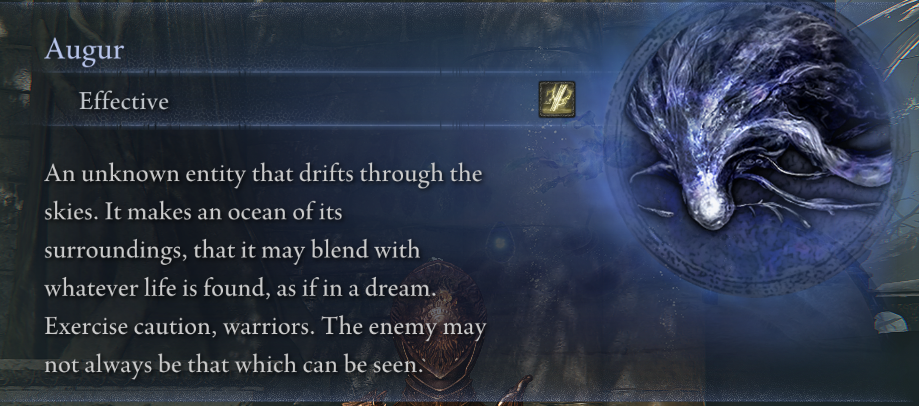 Augur
Effective
An unknown entity that drifts through the
skies. It makes an ocean of its
surroundings, that it may blend with
whatever life is found, as if in a dream.
Exercise caution, warriors. The enemy may
not always be that which can be seen.